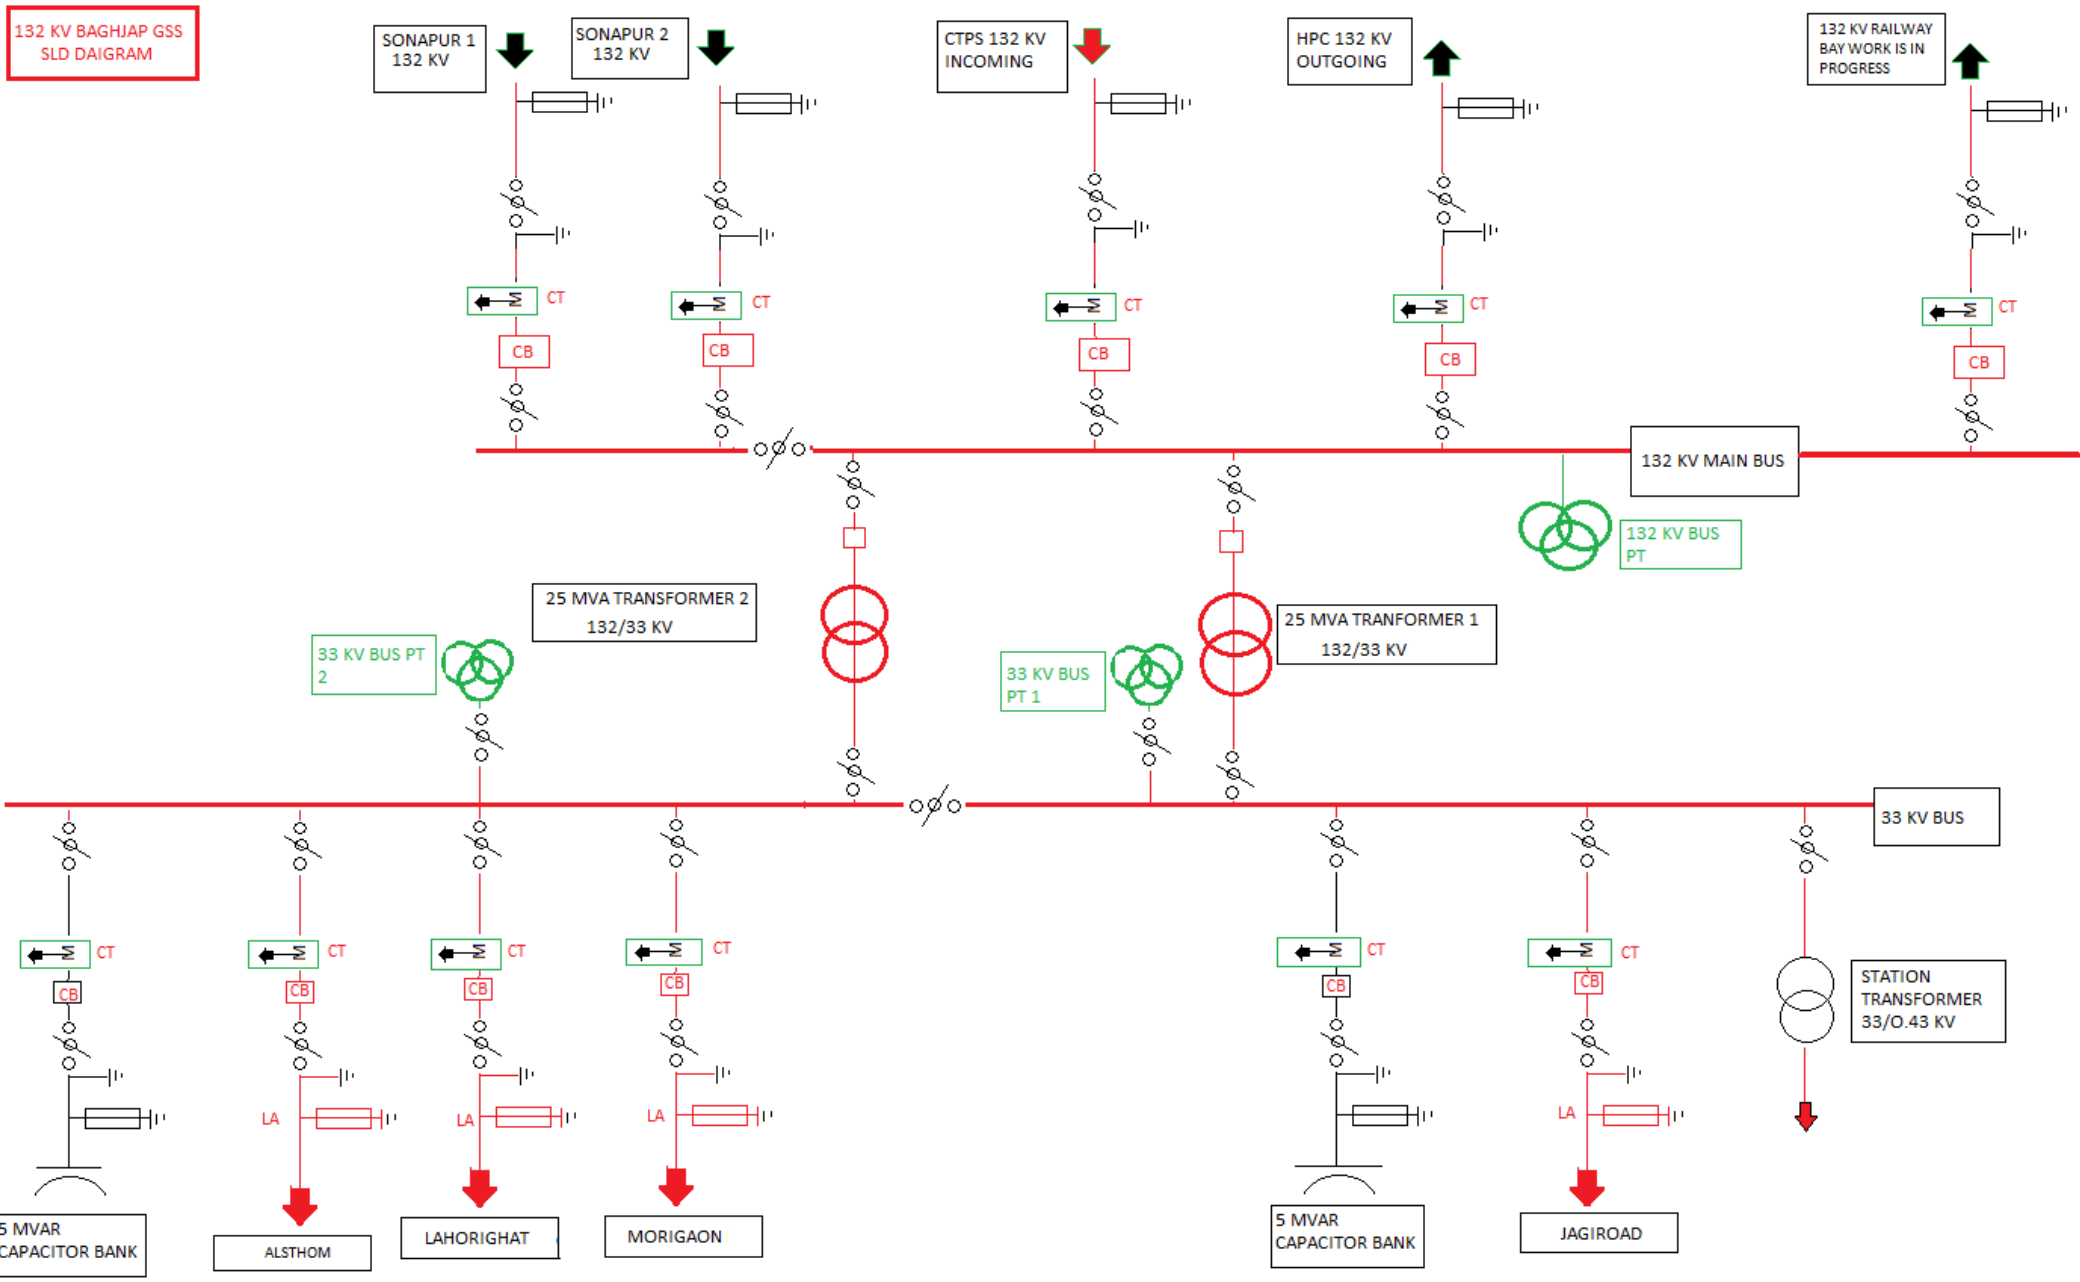 132 KV BAGHJAP GSS
SLD DAIGRAM
SONAPUR 1
132 KV
SONAPUR 2
132 KV
CTPS 132 KV
INCOMING
HPC 132 KV
OUTGOING
132 KV RAILWAY
BAY WORK IS IN
PROGRESS
M CT
M CT
M CT
M CT
M CT
CB
CB
CB
CB
CB
132 KV MAIN BUS
132 KV BUS
PT
25 MVA TRANSFORMER 2
132/33 KV
25 MVA TRANFORMER 1
132/33 KV
33 KV BUS PT
2
33 KV BUS
PT 1
33 KV BUS
M CT
M CT
M CT
M CT
M CT
M CT
CB
CB
CB
CB
CB
CB
STATION
TRANSFORMER
33/O.43 KV
LA
LA
LA
LA
5 MVAR
CAPACITOR BANK
ALSTHOM
LAHORIGHAT
MORIGAON
5 MVAR
CAPACITOR BANK
JAGIROAD